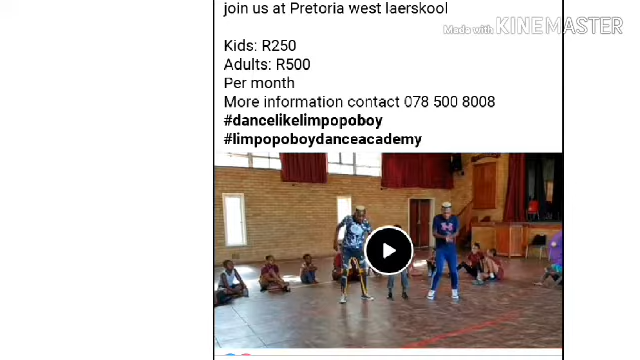 join us at Pretoria west laerskool
Made with KINEMASTER
Kids: R250
Adults: R500
Per month
More information contact 078 500 8008
#dancelikelimpopoboy
#limpopoboydanceacademy